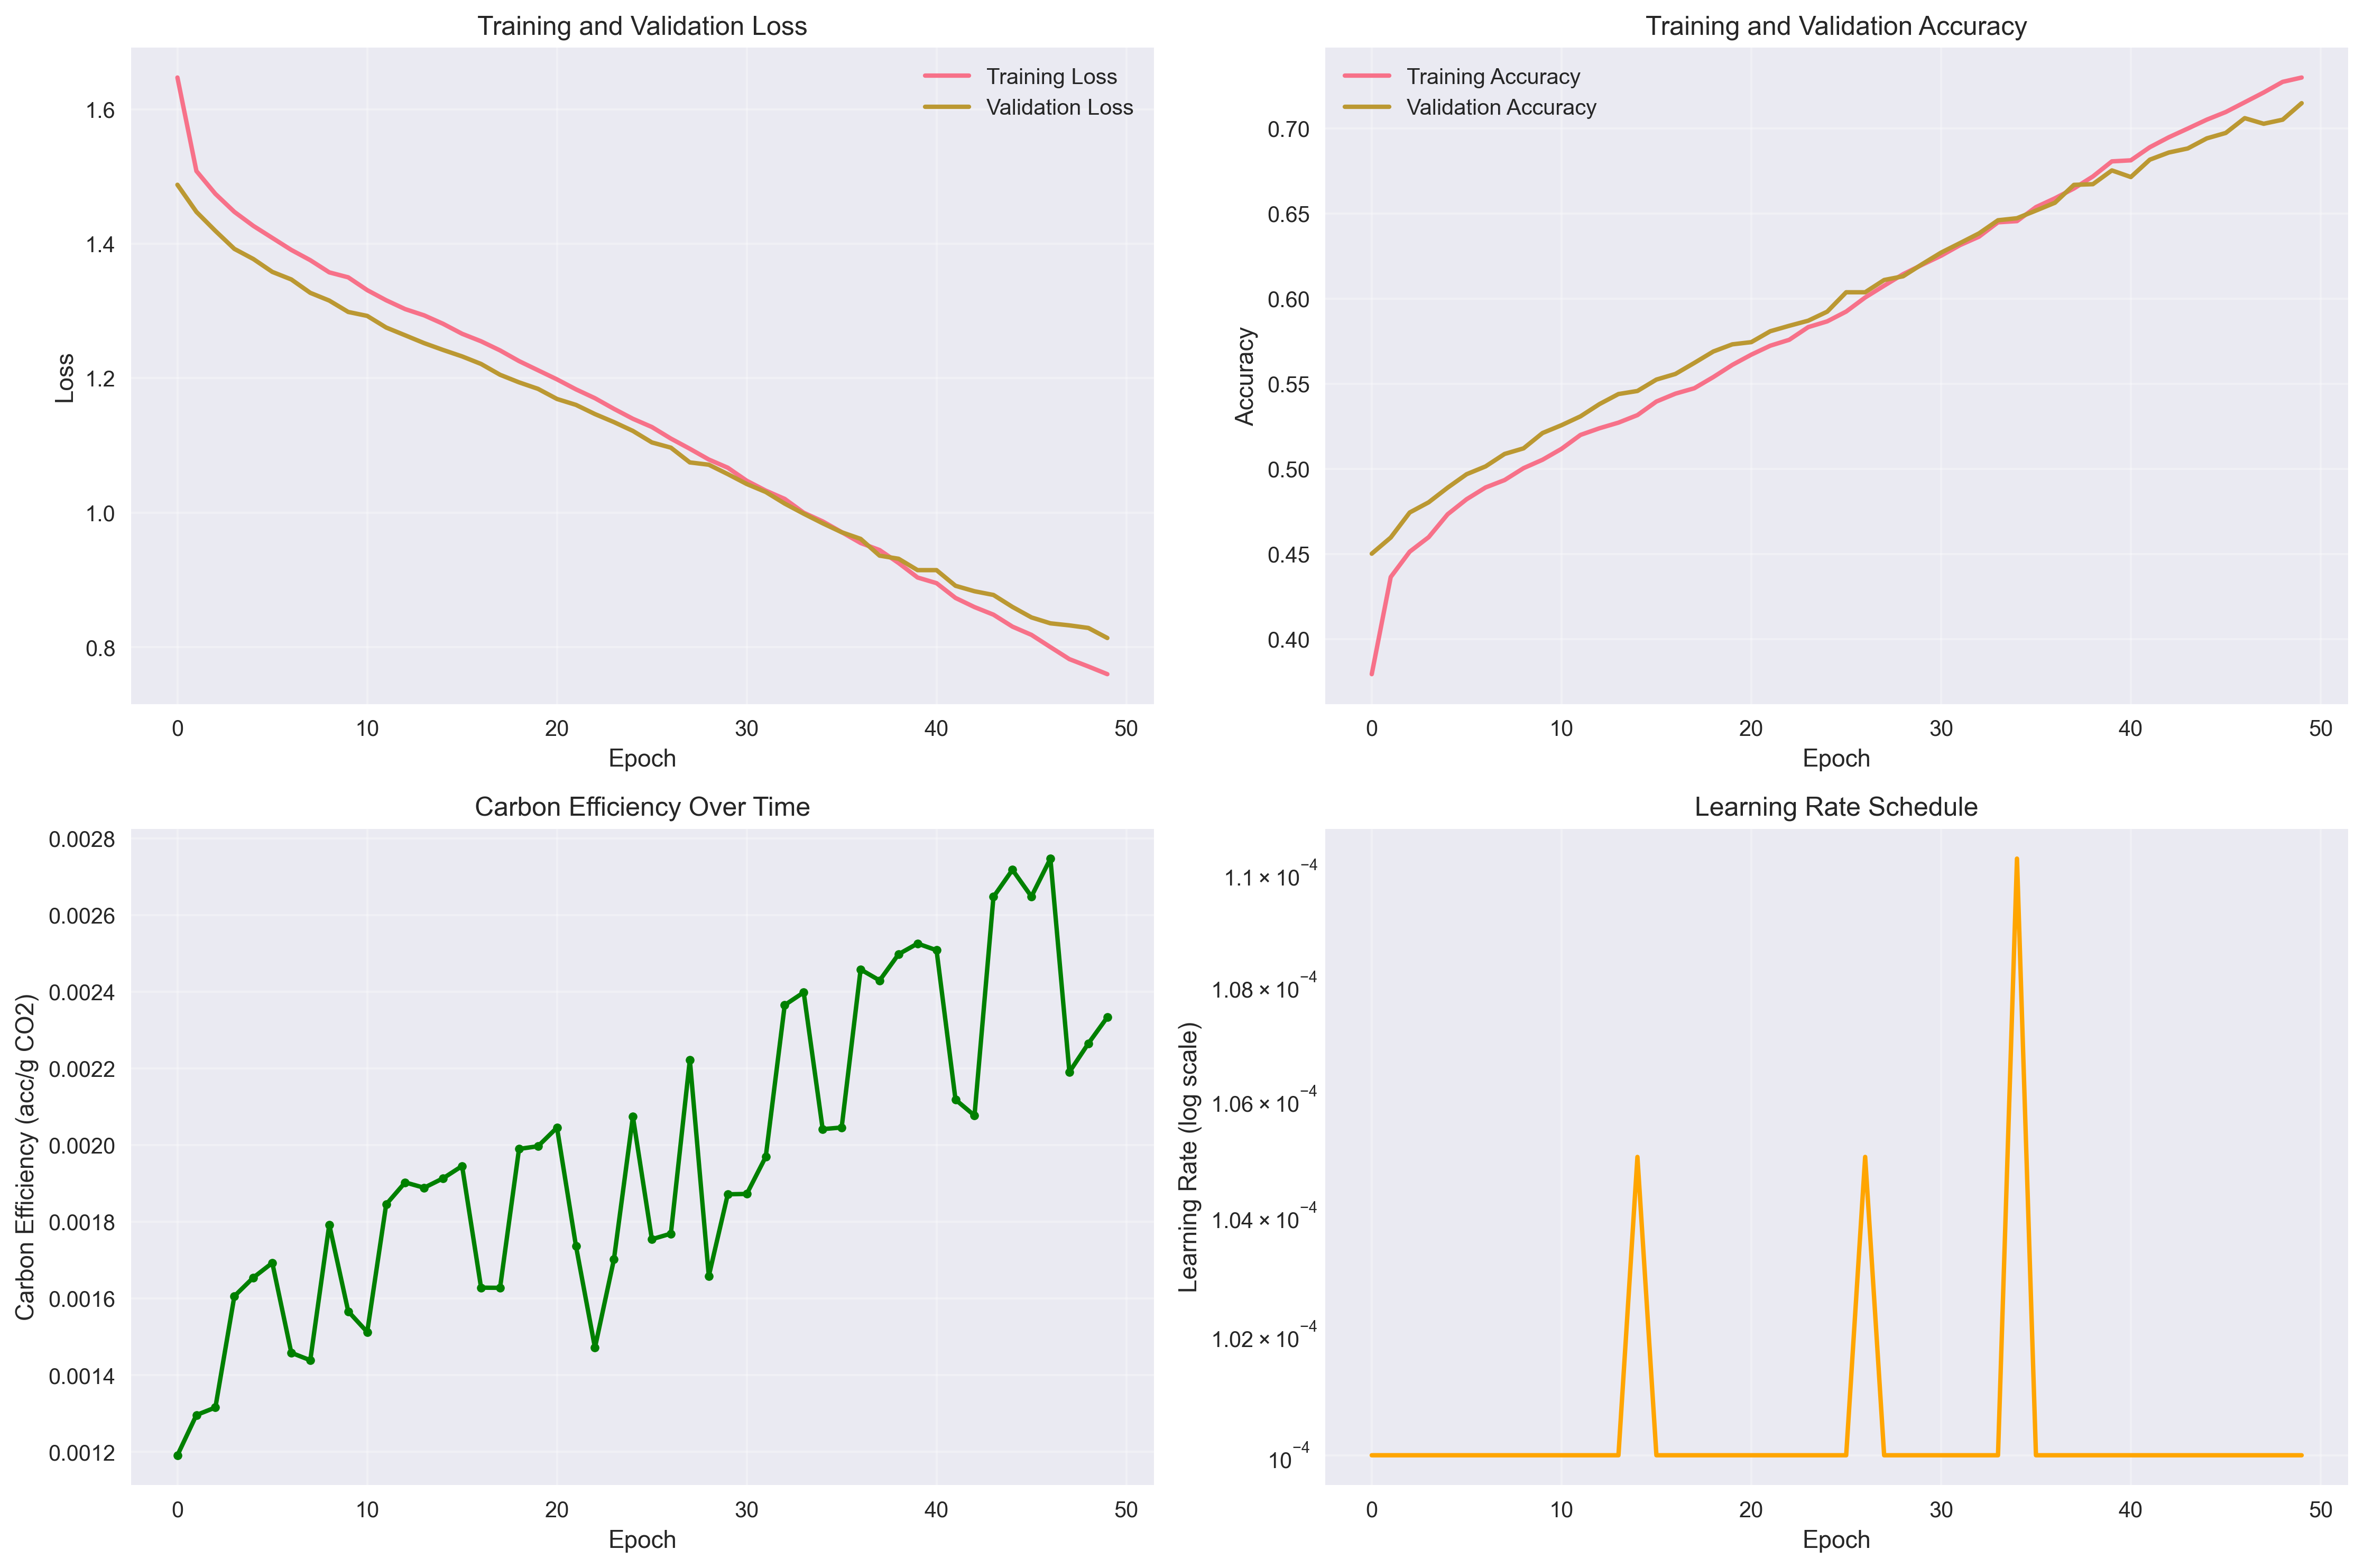 Training and Validation Loss
Training Loss
Validation Loss
1.6
1.4
1.2
1.0
0.8
Loss
0 10 20 30 40 50
Epoch
Training and Validation Accuracy
Training Accuracy
Validation Accuracy
0.70
0.65
0.60
0.55
0.50
0.45
0.40
Accuracy
0 10 20 30 40 50
Epoch
Carbon Efficiency Over Time
0.0028
0.0026
0.0024
0.0022
0.0020
0.0018
0.0016
0.0014
0.0012
Carbon Efficiency (acc/g CO2)
0 10 20 30 40 50
Epoch
Learning Rate Schedule
1.1 × 10⁻⁴
1.08 × 10⁻⁴
1.06 × 10⁻⁴
1.04 × 10⁻⁴
1.02 × 10⁻⁴
10⁻⁴
Learning Rate (log scale)
0 10 20 30 40 50
Epoch